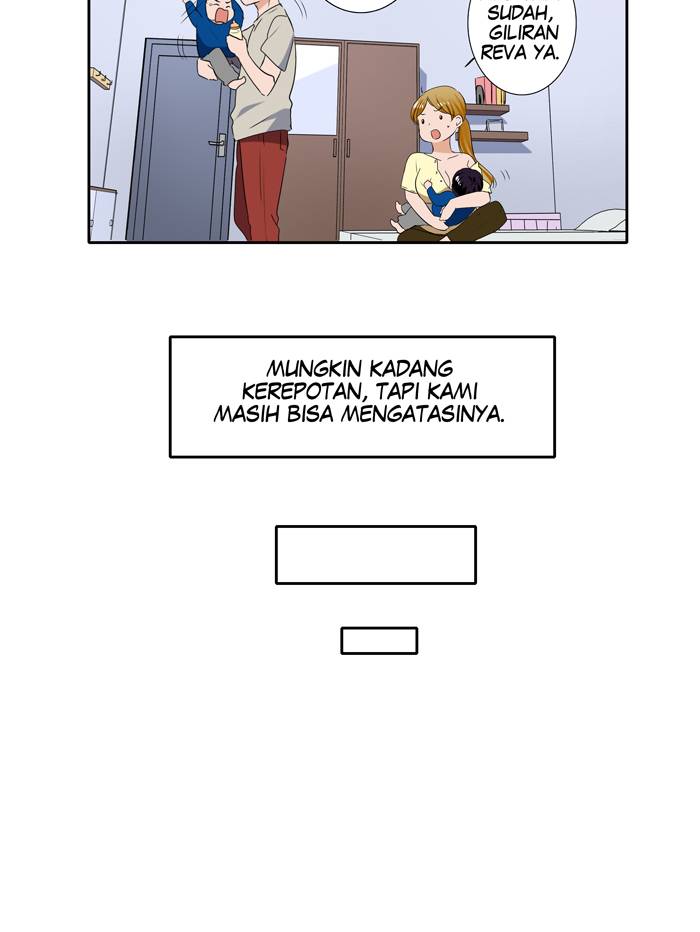 SUDAH,
GILIRAN
REVA YA.
MUNGKIN KADANG
KEREPOTAN, TAPI KAMI
MASIH BISA MENGATASINYA.